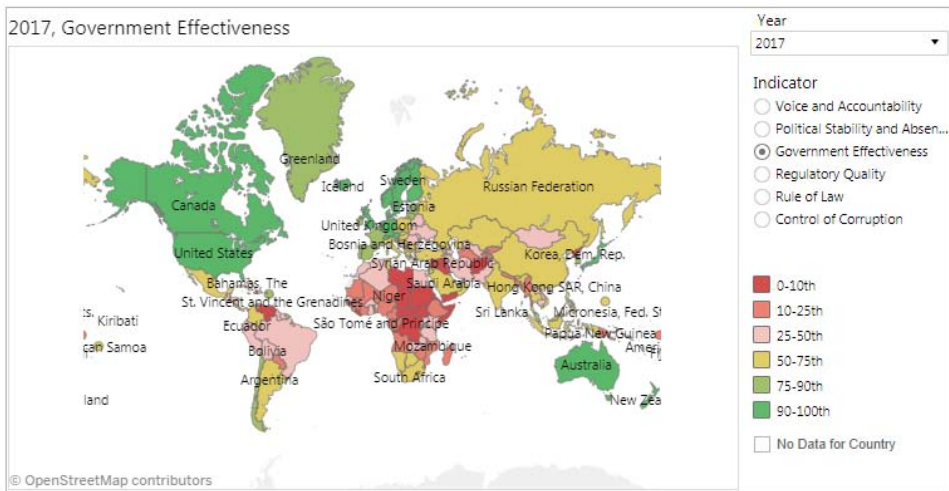 2017, Government Effectiveness
Year
2017
Indicator
Voice and Accountability
Political Stability and Absen...
Government Effectiveness
Regulatory Quality
Rule of Law
Control of Corruption
Greenland
Iceland
Sweden
Russian Federation
Canada
Estonia
United Kingdom
United States
Bosnia and Herzegovina
Korea, Dem. Rep.
Syrian Arab Republic
Bahamas, The
Saudi Arabia
Hong Kong SAR, China
St. Vincent and the Grenadines
Niger
ts.
Kiribati
Ecuador
São Tomé and Príncipe
Sri Lanka
Micronesia, Fed. St
Papua New Guinea
can Samoa
Bolivia
Mozambique
Ameri
Argentina
South Africa
Australia
land
New Zea
0-10th
10-25th
25-50th
50-75th
75-90th
90-100th
No Data for Country
© OpenStreetMap contributors